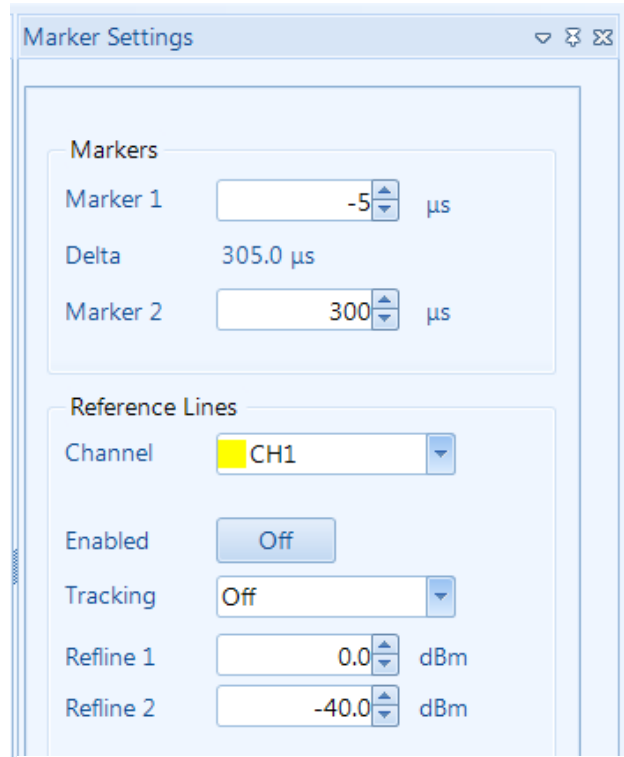 Marker Settings
Markers
Marker 1 -5 µs
Delta 305.0 µs
Marker 2 300 µs
Reference Lines
Channel CH1
Enabled Off
Tracking Off
Refline 1 0.0 dBm
Refline 2 -40.0 dBm